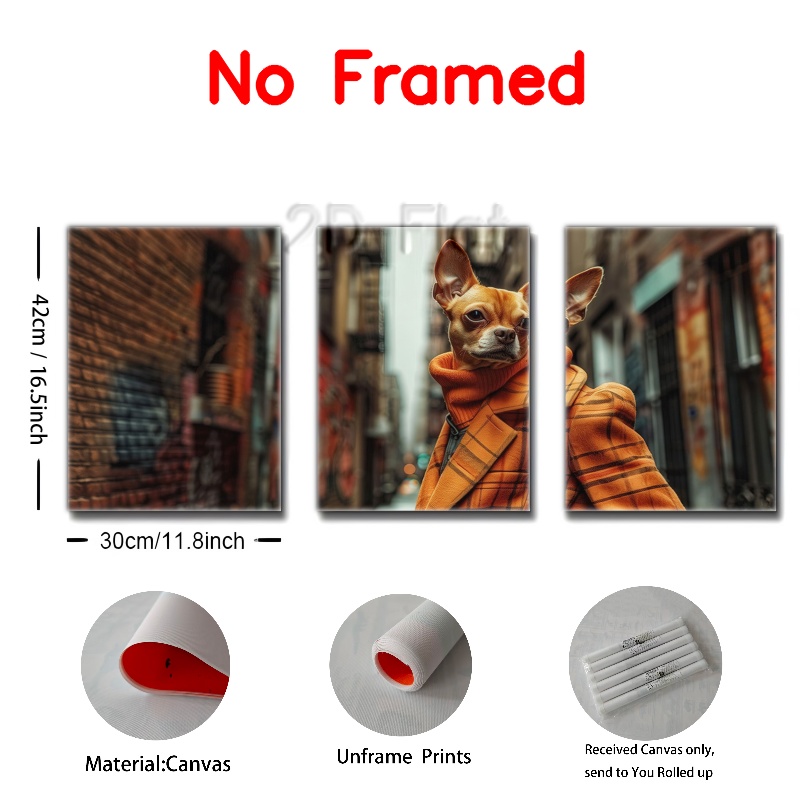 No Framed
2D Flat
42cm / 16.5inch
30cm/11.8inch
Material:Canvas
Unframe Prints
Received Canvas only,
send to You Rolled up